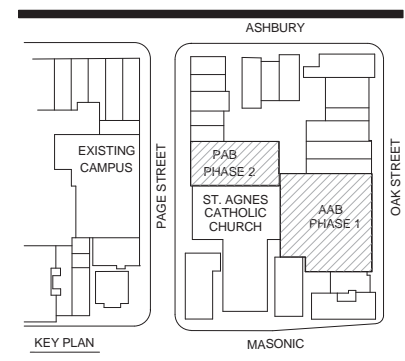 ASHBURY
EXISTING
CAMPUS
PAGE STREET
PAB
PHASE 2
ST. AGNES
CATHOLIC
CHURCH
AAB
PHASE 1
OAK STREET
KEY PLAN
MASONIC